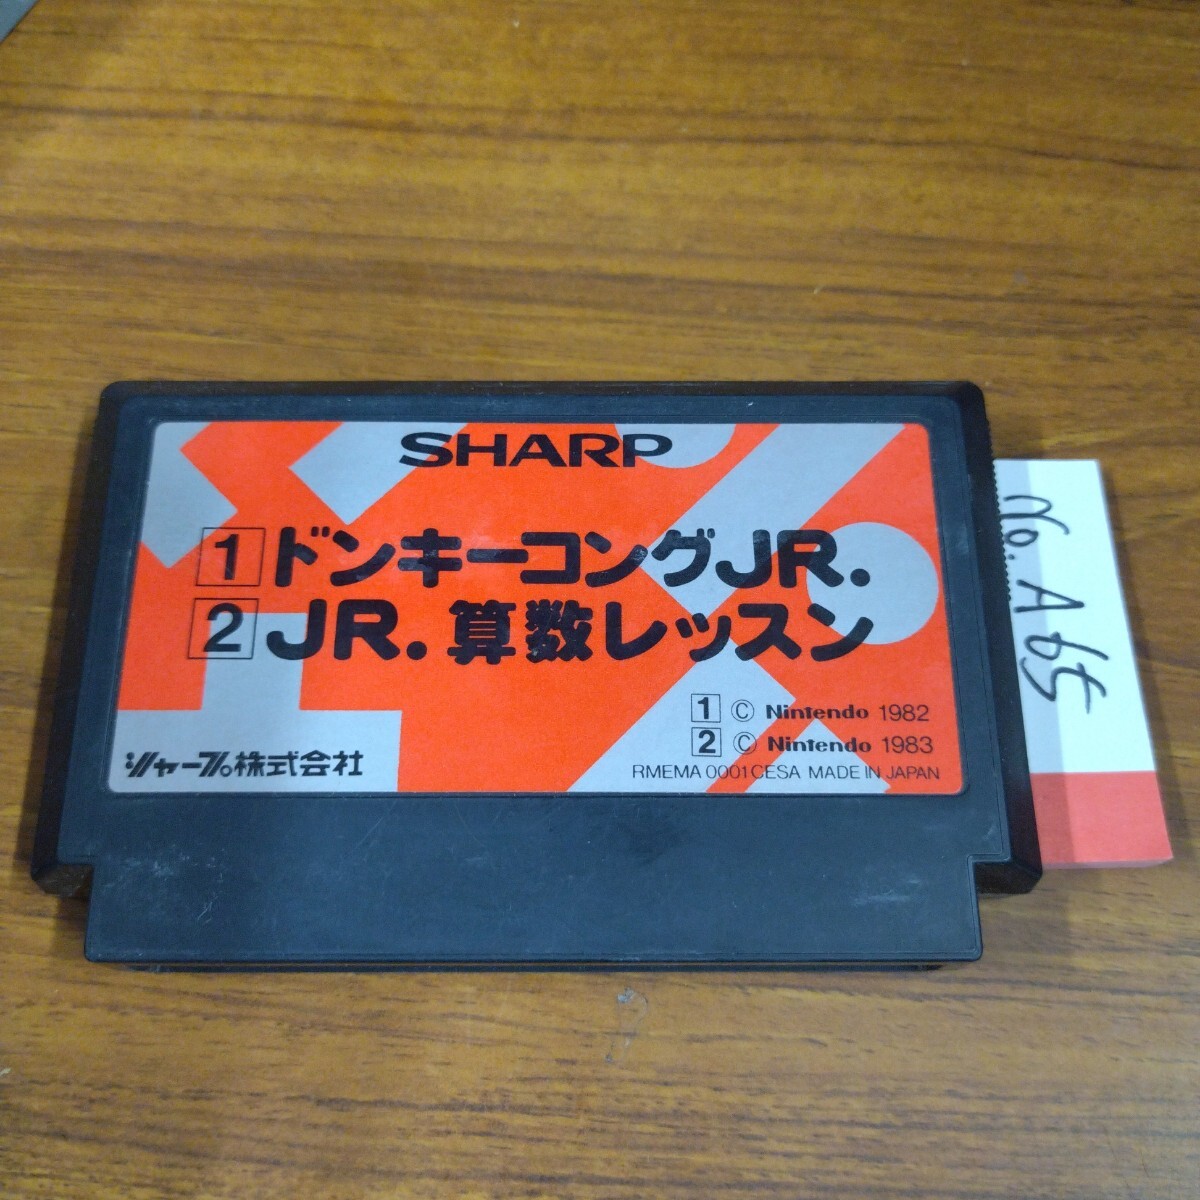 SHARP
1 ドンキーコングJR.
2 JR. 算数レッスン
1 © Nintendo 1982
2 © Nintendo 1983
シャープ株式会社
RMEMA 0001CESA MADE IN JAPAN
No. A65